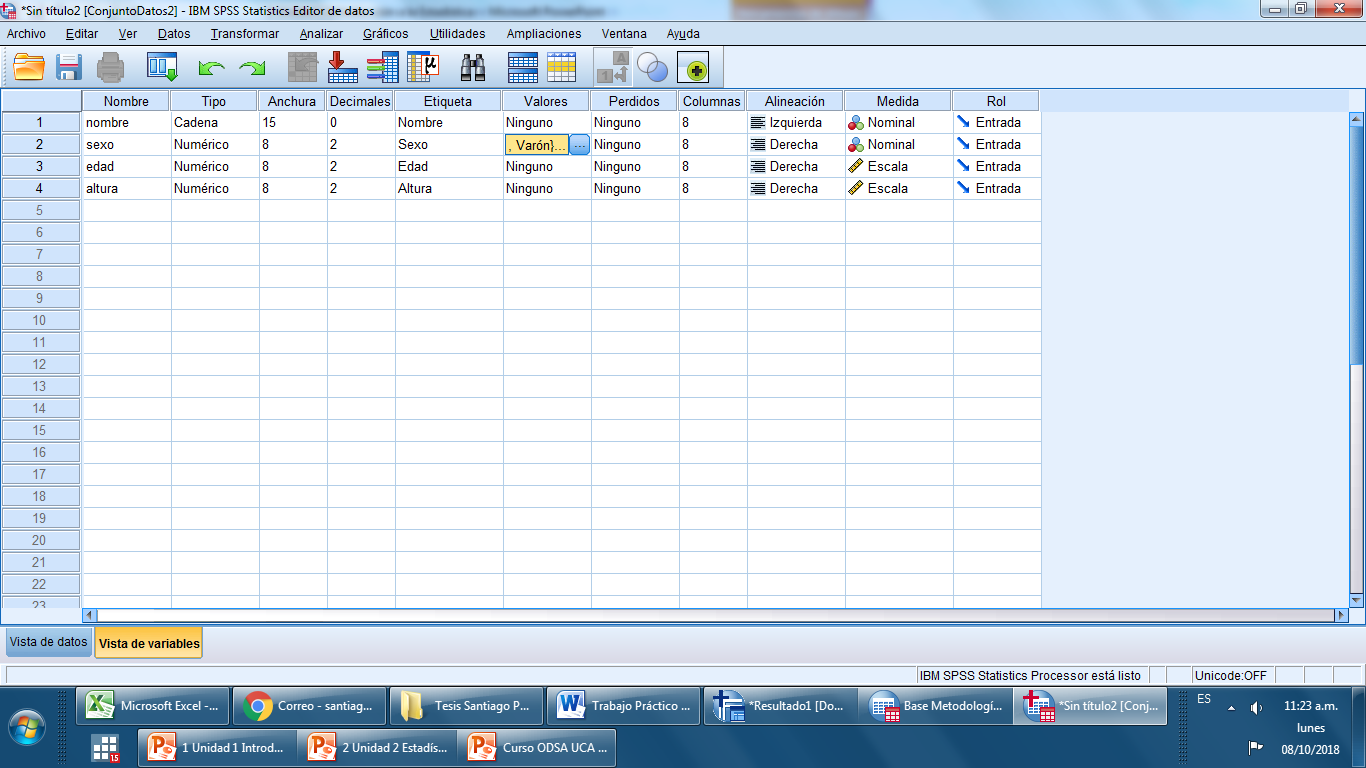 *Sin título2 [ConjuntoDatos2] - IBM SPSS Statistics Editor de datos
Archivo Editar Ver Datos Transformar Analizar Gráficos Utilidades Ampliaciones Ventana Ayuda
Nombre Tipo Anchura Decimales Etiqueta Valores Perdidos Columnas Alineación Medida Rol
1 nombre Cadena 15 0 Nombre Ninguno Ninguno 8 Izquierda Nominal Entrada
2 sexo Numérico 8 2 Sexo , Varón}... ... Ninguno 8 Derecha Nominal Entrada
3 edad Numérico 8 2 Edad Ninguno Ninguno 8 Derecha Escala Entrada
4 altura Numérico 8 2 Altura Ninguno Ninguno 8 Derecha Escala Entrada
5
6
7
8
9
10
11
12
13
14
15
16
17
18
19
20
21
22
23
Vista de datos Vista de variables
IBM SPSS Statistics Processor está listo Unicode:OFF
Microsoft Excel -... Correo - santiag... Tesis Santiago P... Trabajo Práctico ... *Resultado1 [Do... Base Metodologí... *Sin título2 [Conj... ES 11:23 a.m.
lunes
15 1 Unidad 1 Introd... 2 Unidad 2 Estadís... Curso ODSA UCA ... 08/10/2018